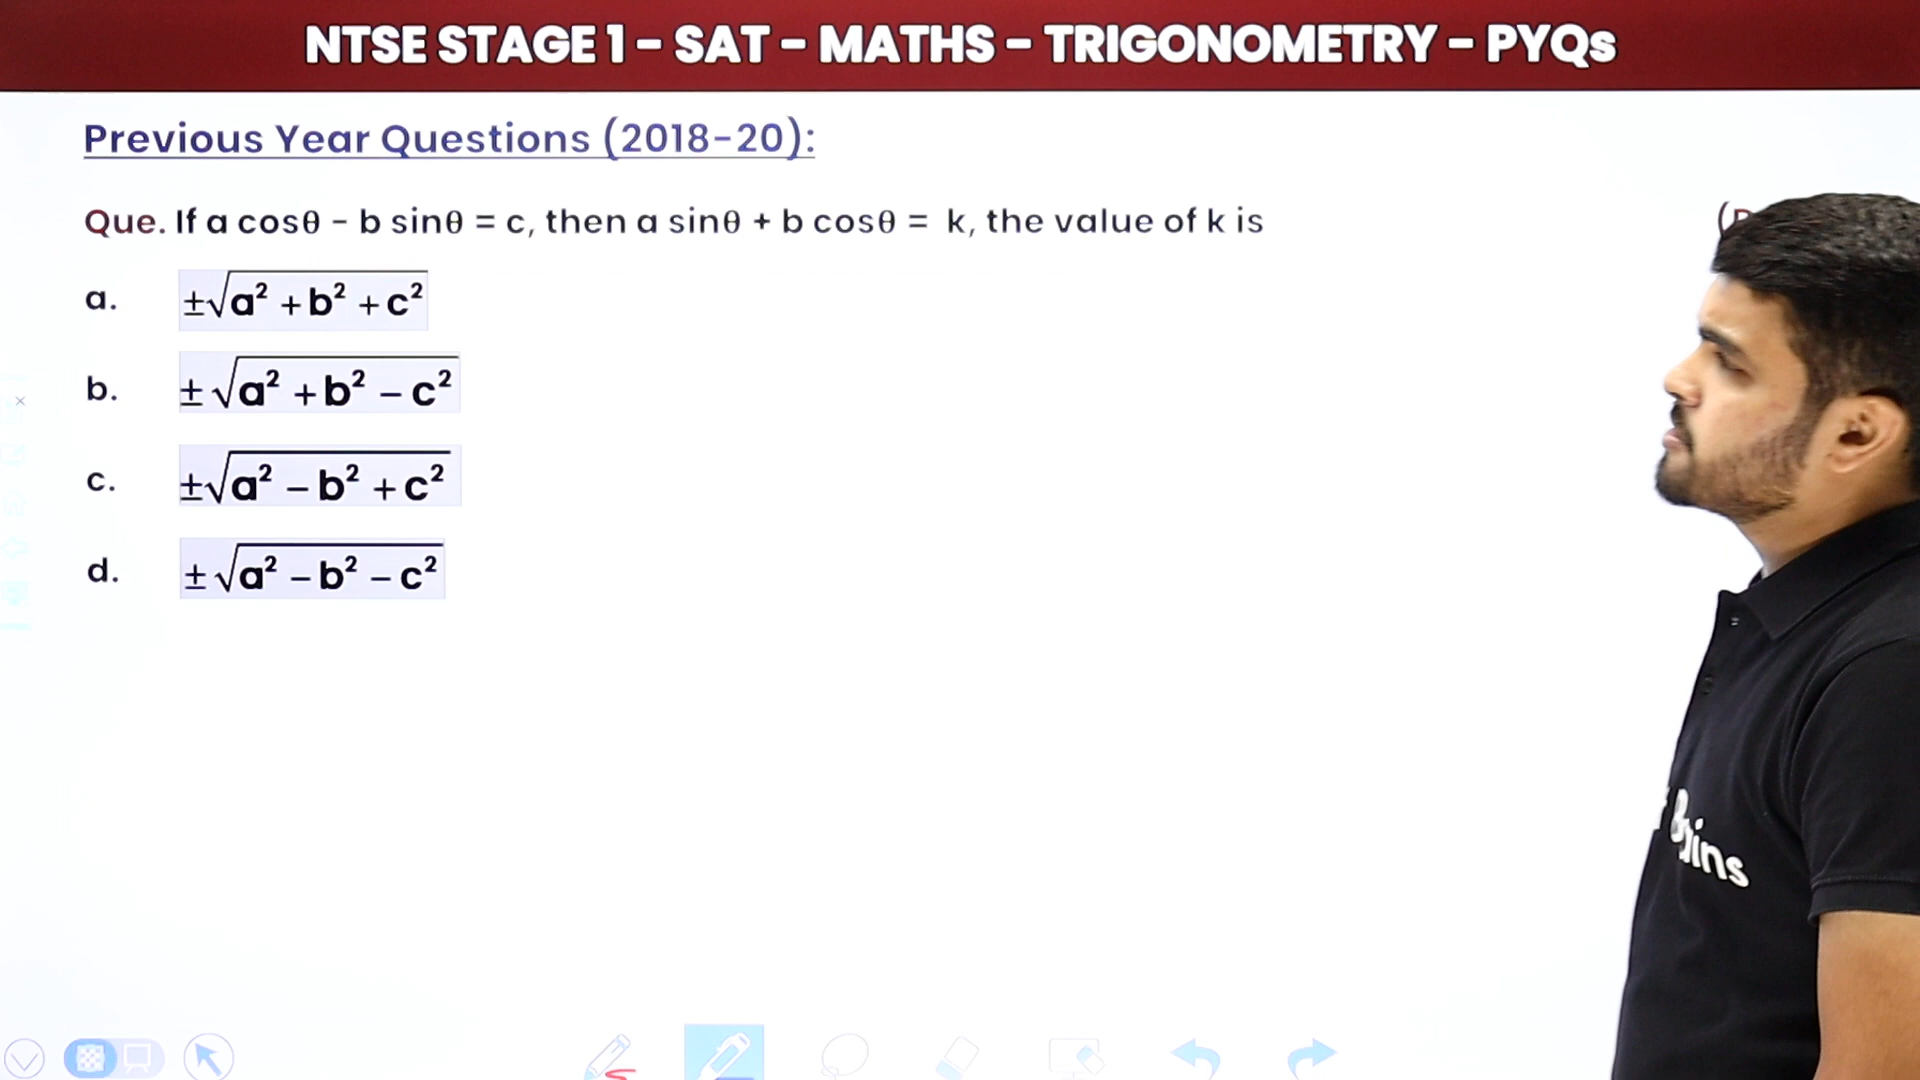 NTSE STAGE 1 – SAT – MATHS – TRIGONOMETRY – PYQs
Previous Year Questions (2018-20):
Que. If a cosθ - b sinθ = c, then a sinθ + b cosθ = k, the value of k is
a. ±√a² + b² + c²
b. ± √a² + b² – c²
c. ±√a² – b² + c²
d. ± √a² – b² – c²